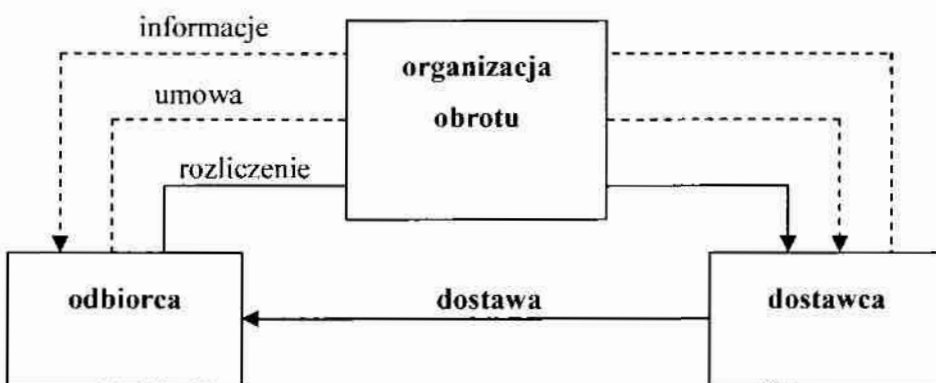 informacje
organizacja
obrotu
umowa
rozliczenie
odbiorca
dostawa
dostawca